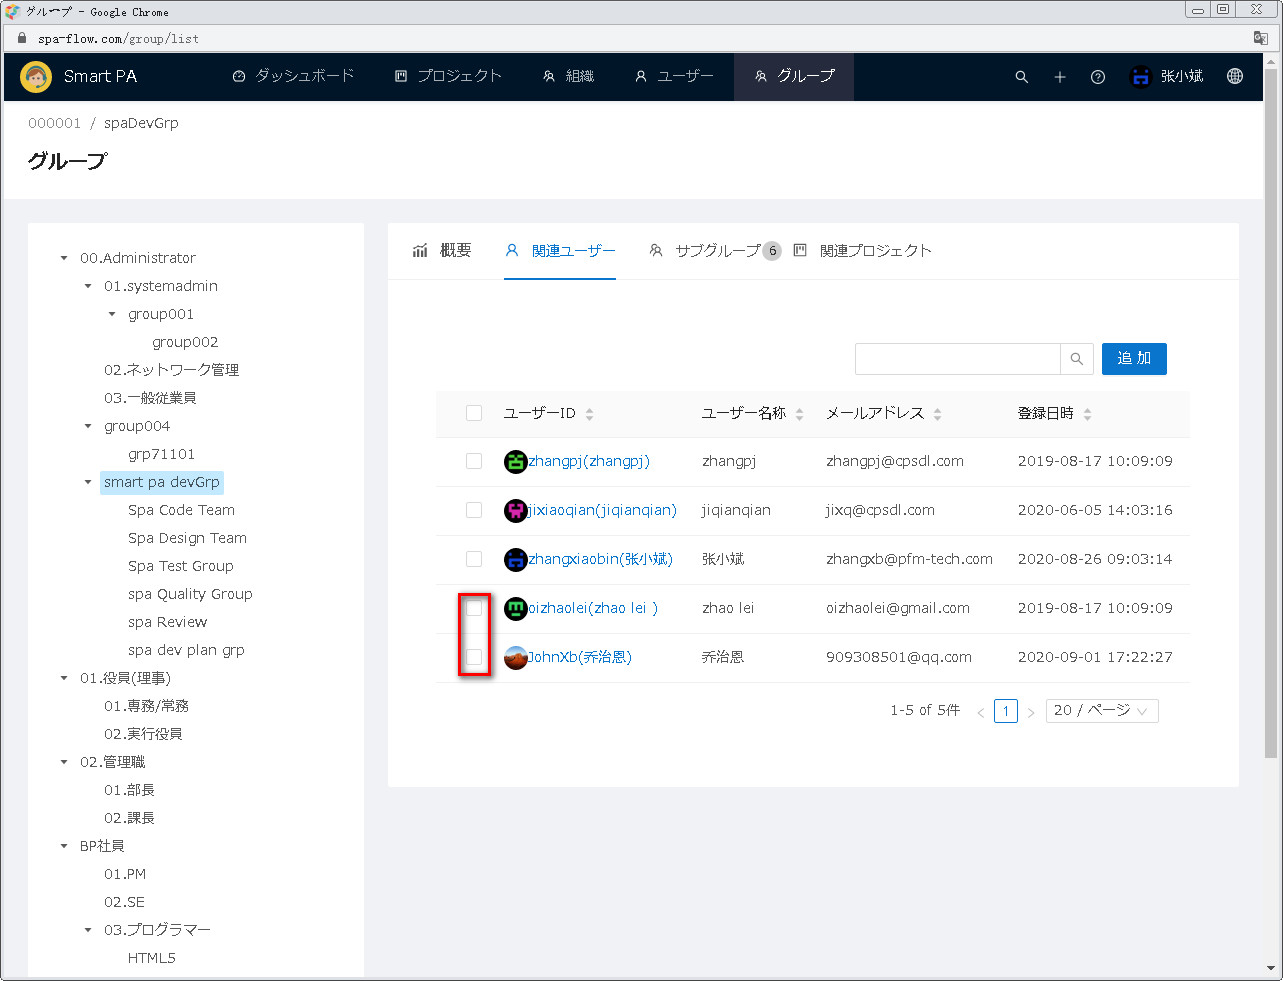 グループ - Google Chrome
spa-flow.com/group/list
Smart PA ダッシュボード プロジェクト 組織 ユーザー グループ 张小斌
000001 / spaDevGrp
グループ
00.Administrator
01.systemadmin
group001
group002
02.ネットワーク管理
03.一般従業員
group004
grp71101
smart pa devGrp
Spa Code Team
Spa Design Team
Spa Test Group
spa Quality Group
spa Review
spa dev plan grp
01.役員(理事)
01.専務/常務
02.実行役員
02.管理職
01.部長
02.課長
BP社員
01.PM
02.SE
03.プログラマー
HTML5
概要 関連ユーザー サブグループ 6 関連プロジェクト
追 加
ユーザーID ユーザー名称 メールアドレス 登録日時
zhangpj(zhangpj) zhangpj zhangpj@cpsdl.com 2019-08-17 10:09:09
jixiaoqian(jiqianqian) jiqianqian jixq@cpsdl.com 2020-06-05 14:03:16
zhangxiaobin(张小斌) 张小斌 zhangxb@pfm-tech.com 2020-08-26 09:03:14
oizhaolei(zhao lei ) zhao lei oizhaolei@gmail.com 2019-08-17 10:09:09
JohnXb(乔治恩) 乔治恩 909308501@qq.com 2020-09-01 17:22:27
1-5 of 5件 < 1 > 20 / ページ